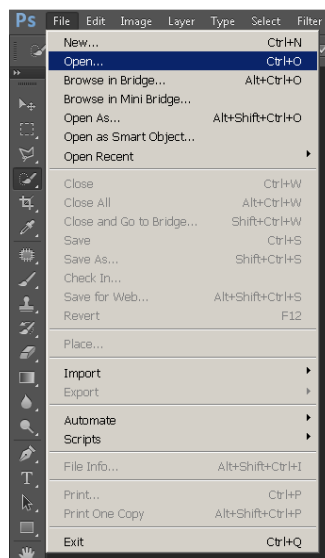 Ps File Edit Image Layer Type Select Filter
New... Ctrl+N
Open... Ctrl+O
Browse in Bridge... Alt+Ctrl+O
Browse in Mini Bridge...
Open As... Alt+Shift+Ctrl+O
Open as Smart Object...
Open Recent
Close Ctrl+W
Close All Alt+Ctrl+W
Close and Go to Bridge... Shift+Ctrl+W
Save Ctrl+S
Save As... Shift+Ctrl+S
Check In...
Save for Web... Alt+Shift+Ctrl+S
Revert F12
Place...
Import
Export
Automate
Scripts
File Info... Alt+Shift+Ctrl+I
Print... Ctrl+P
Print One Copy Alt+Shift+Ctrl+P
Exit Ctrl+Q